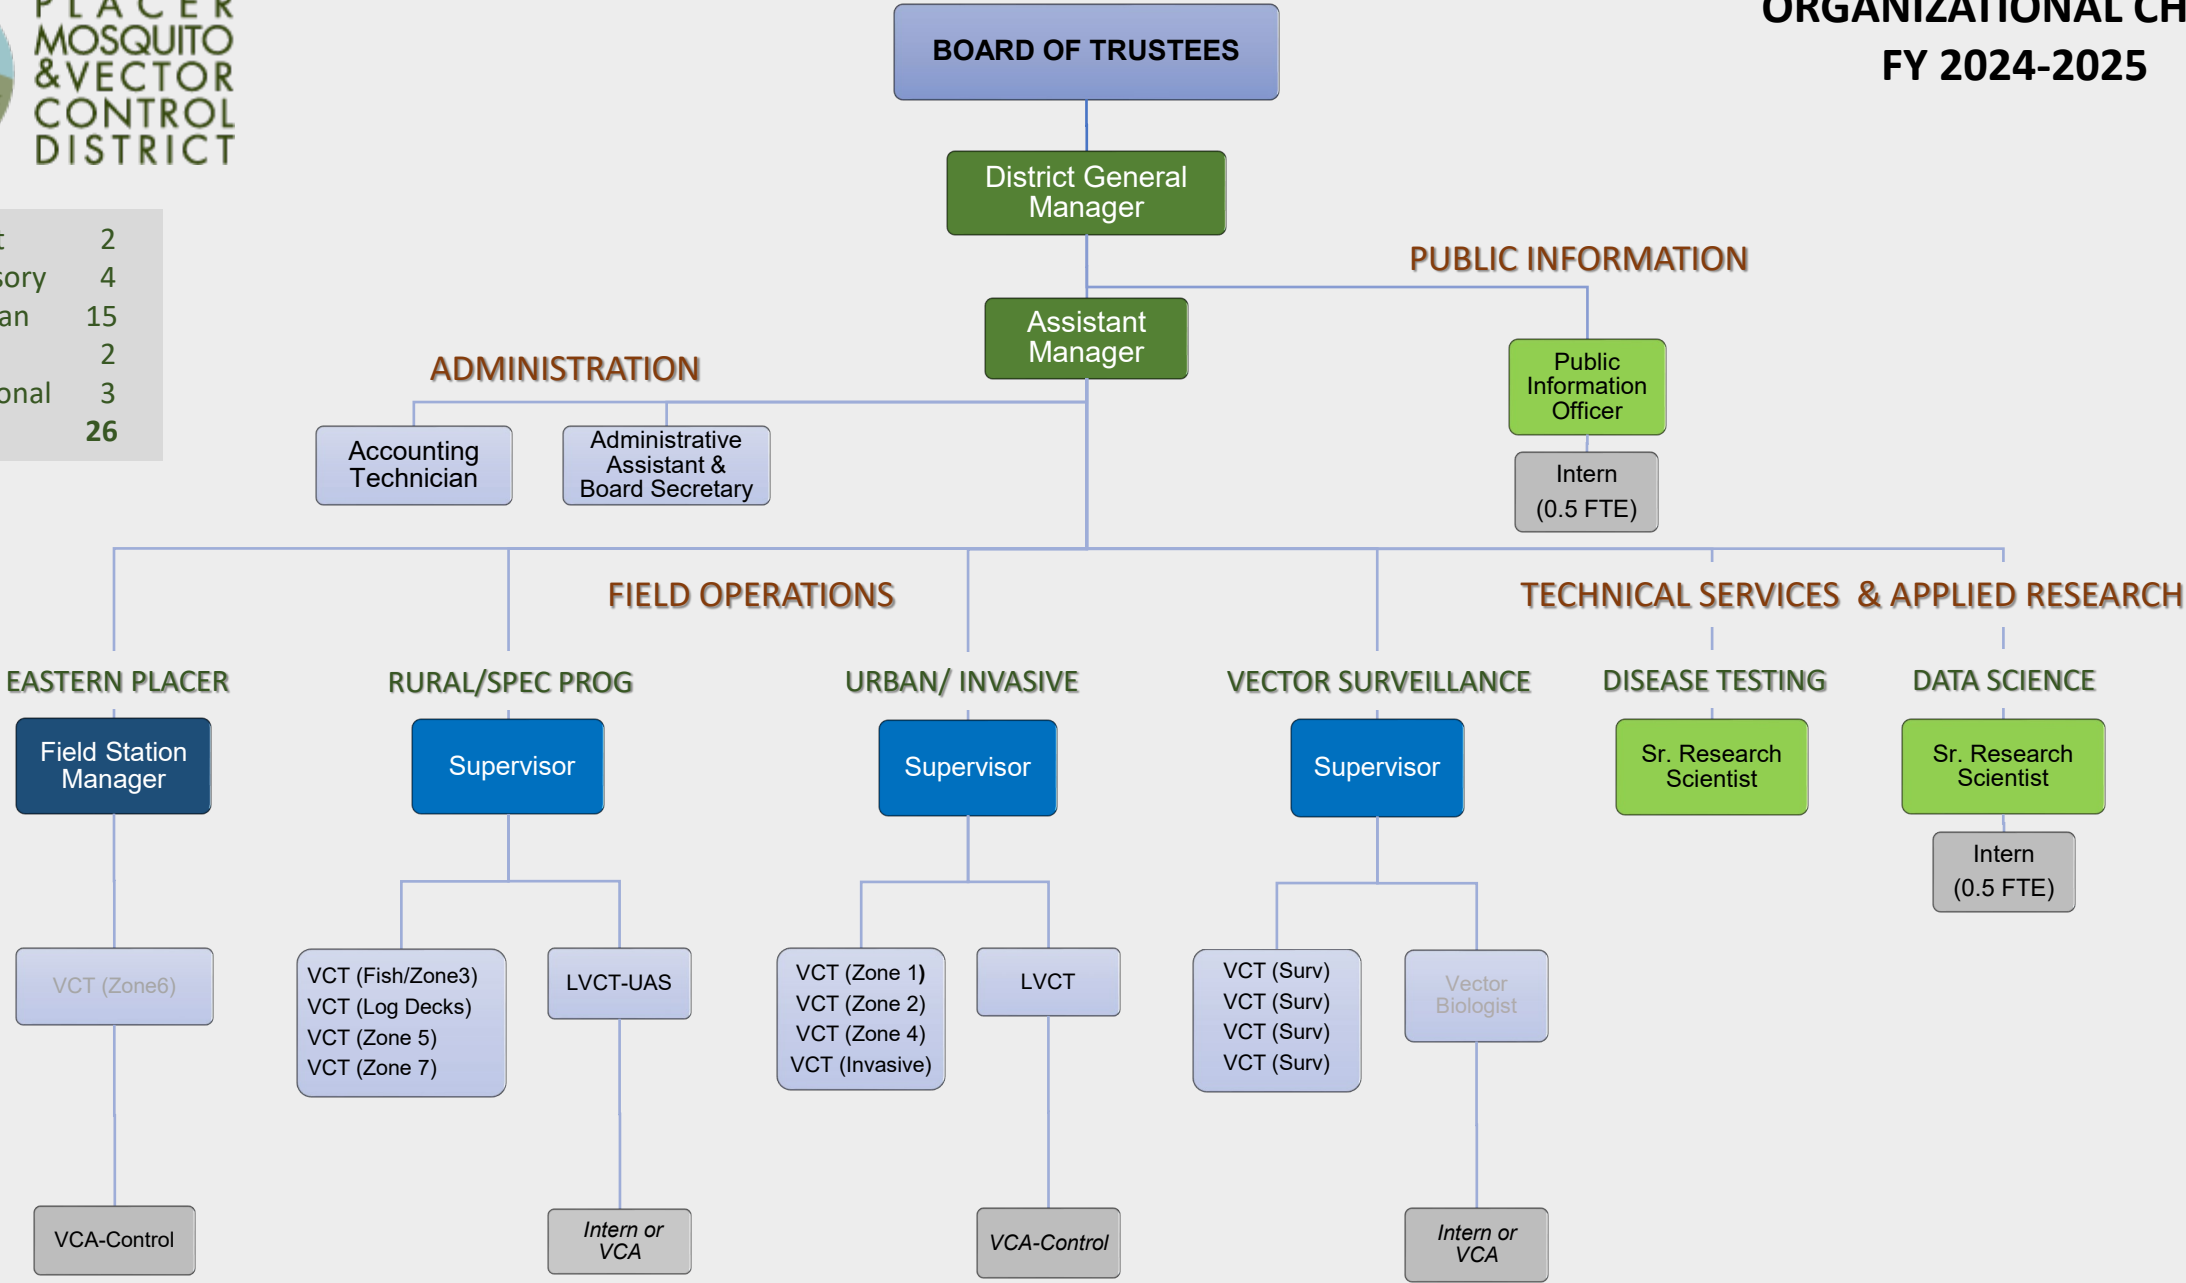 PLACER
MOSQUITO
&VECTOR
CONTROL
DISTRICT
ORGANIZATIONAL
FY 2024-2025
BOARD OF TRUSTEES
District General
Manager
2
4
15
2
3
26
PUBLIC INFORMATION
Assistant
Manager
Public
Information
Officer
Intern
(0.5 FTE)
ADMINISTRATION
Accounting
Technician
Administrative
Assistant &
Board Secretary
FIELD OPERATIONS
TECHNICAL SERVICES & APPLIED RESEARCH
EASTERN PLACER
RURAL/SPEC PROG
URBAN/ INVASIVE
VECTOR SURVEILLANCE
DISEASE TESTING
DATA SCIENCE
Field Station
Manager
Supervisor
Supervisor
Supervisor
Sr. Research
Scientist
Sr. Research
Scientist
Intern
(0.5 FTE)
VCT (Zone6)
VCT (Fish/Zone3)
VCT (Log Decks)
VCT (Zone 5)
VCT (Zone 7)
LVCT-UAS
VCT (Zone 1)
VCT (Zone 2)
VCT (Zone 4)
VCT (Invasive)
LVCT
VCT (Surv)
VCT (Surv)
VCT (Surv)
VCT (Surv)
Vector
Biologist
VCA-Control
Intern or
VCA
VCA-Control
Intern or
VCA